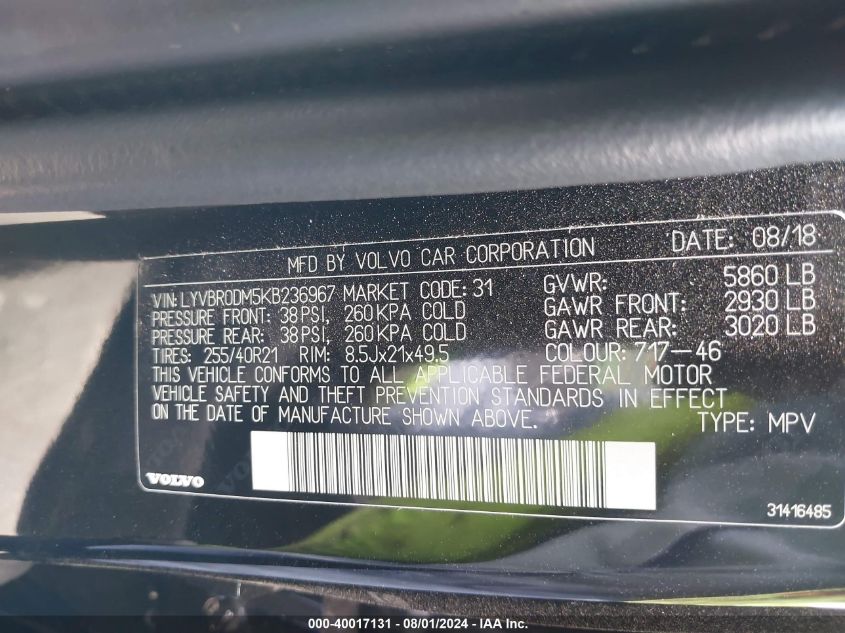 MFD BY VOLVO CAR CORPORATION DATE: 08/18
VIN: LYVBR0DM5KB236967 MARKET CODE: 31 GVWR: 5860 LB
PRESSURE FRONT: 38 PSI, 260 KPA COLD GAWR FRONT: 2930 LB
PRESSURE REAR: 38 PSI, 260 KPA COLD GAWR REAR: 3020 LB
TIRES: 255/40R21 RIM: 8.5Jx21x49.5 COLOUR: 717-46
THIS VEHICLE CONFORMS TO ALL APPLICABLE FEDERAL MOTOR
VEHICLE SAFETY AND THEFT PREVENTION STANDARDS IN EFFECT
ON THE DATE OF MANUFACTURE SHOWN ABOVE. TYPE: MPV
VOLVO
31416485
000-40017131 - 08/01/2024 - IAA Inc.